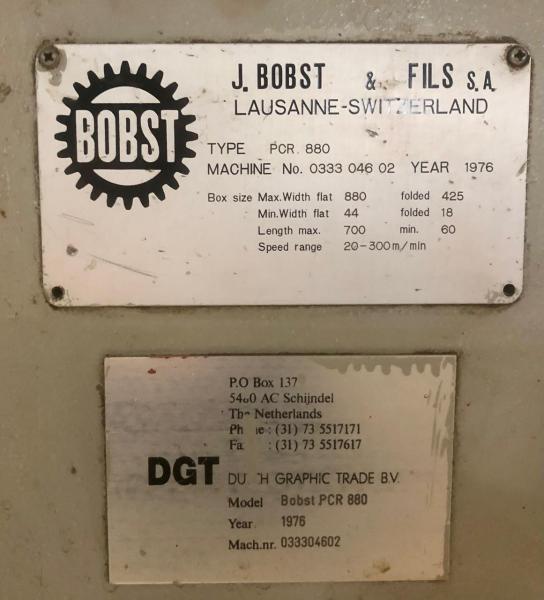 BOBST
J. BOBST & FILS S.A.
LAUSANNE-SWITZERLAND
TYPE PCR. 880
MACHINE No. 0333 046 02 YEAR 1976
Box size Max.Width flat 880 folded 425
Min.Width flat 44 folded 18
Length max. 700 min. 60
Speed range 20-300m/min
P.O Box 137
AC Schijndel
Netherlands
: (31) 73 5517171
: (31) 73 5517617
DGT
GRAPHIC TRADE B.V.
Model Bobst PCR 880
Year 1976
Mach.nr. 033304602